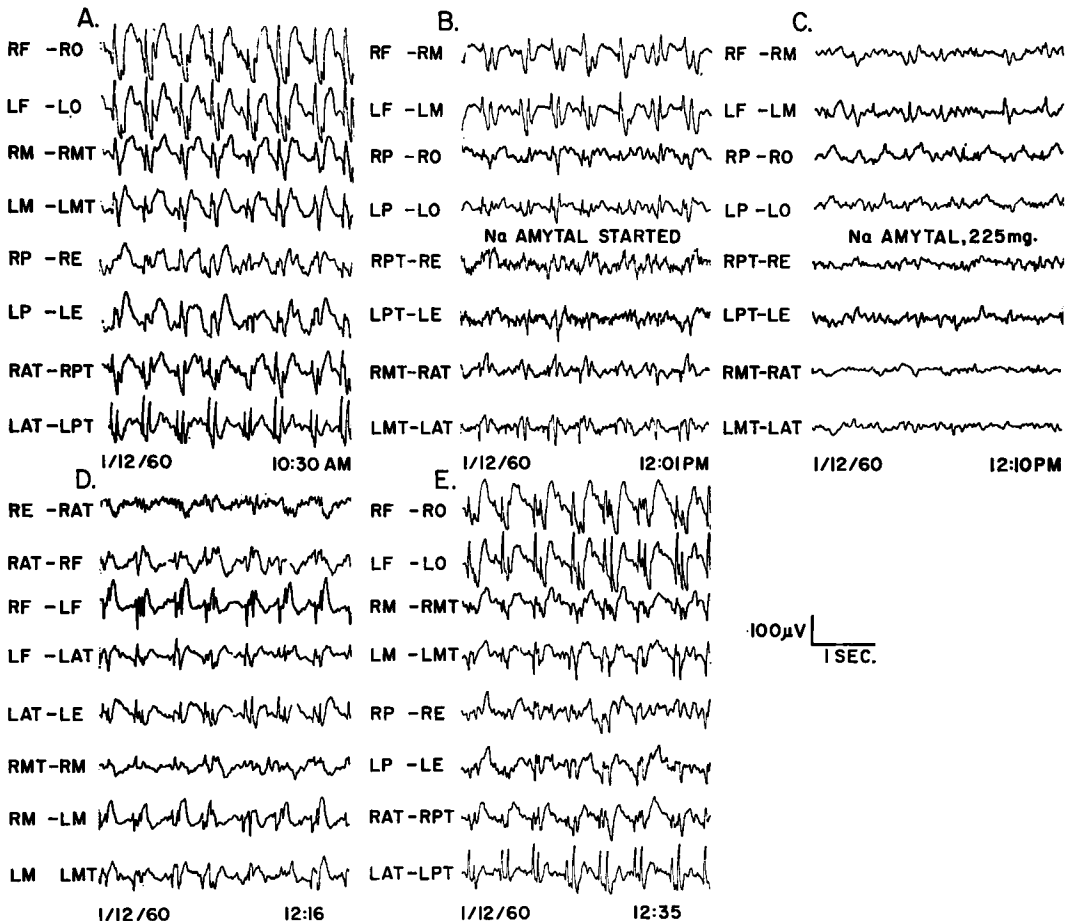 A.
RF -RO
LF -LO
RM -RMT
LM -LMT
RP -RE
LP -LE
RAT-RPT
LAT-LPT
1/12/60 10:30 AM
B.
RF -RM
LF -LM
RP -RO
LP -LO
Na AMYTAL STARTED
RPT-RE
LPT-LE
RMT-RAT
LMT-LAT
1/12/60 12:01PM
C.
RF -RM
LF -LM
RP -RO
LP -LO
Na AMYTAL, 225mg.
RPT-RE
LPT-LE
RMT-RAT
LMT-LAT
1/12/60 12:10PM
D.
RE -RAT
RAT-RF
RF -LF
LF -LAT
LAT-LE
RMT-RM
RM -LM
LM LMT
1/12/60 12:16
E.
RF -RO
LF -LO
RM -RMT
LM -LMT
RP -RE
LP -LE
RAT-RPT
LAT-LPT
1/12/60 12:35
100µV
1 SEC.